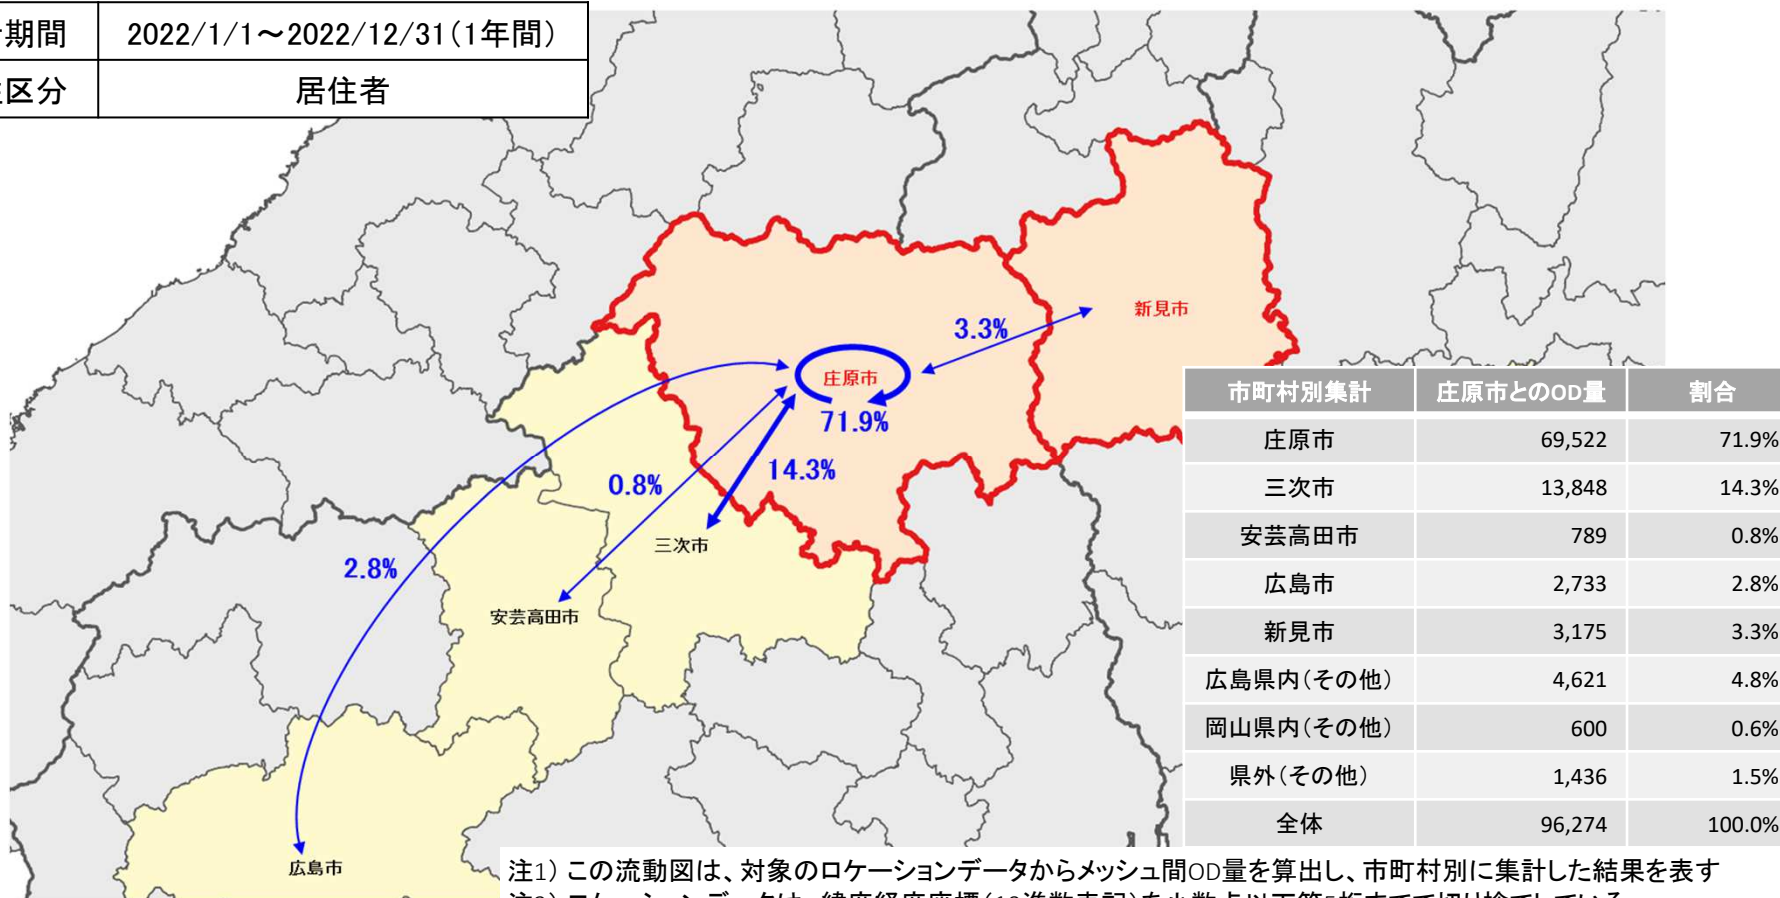 期間 2022/1/1～2022/12/31(1年間)
区分 居住者
新見市
3.3%
庄原市
71.9%
14.3%
0.8%
三次市
2.8%
安芸高田市
広島市
市町村別集計 庄原市とのOD量 割合
庄原市 69,522 71.9%
三次市 13,848 14.3%
安芸高田市 789 0.8%
広島市 2,733 2.8%
新見市 3,175 3.3%
広島県内(その他) 4,621 4.8%
岡山県内(その他) 600 0.6%
県外(その他) 1,436 1.5%
全体 96,274 100.0%
注1) この流動図は、対象のロケーションデータからメッシュ間OD量を算出し、市町村別に集計した結果を表す